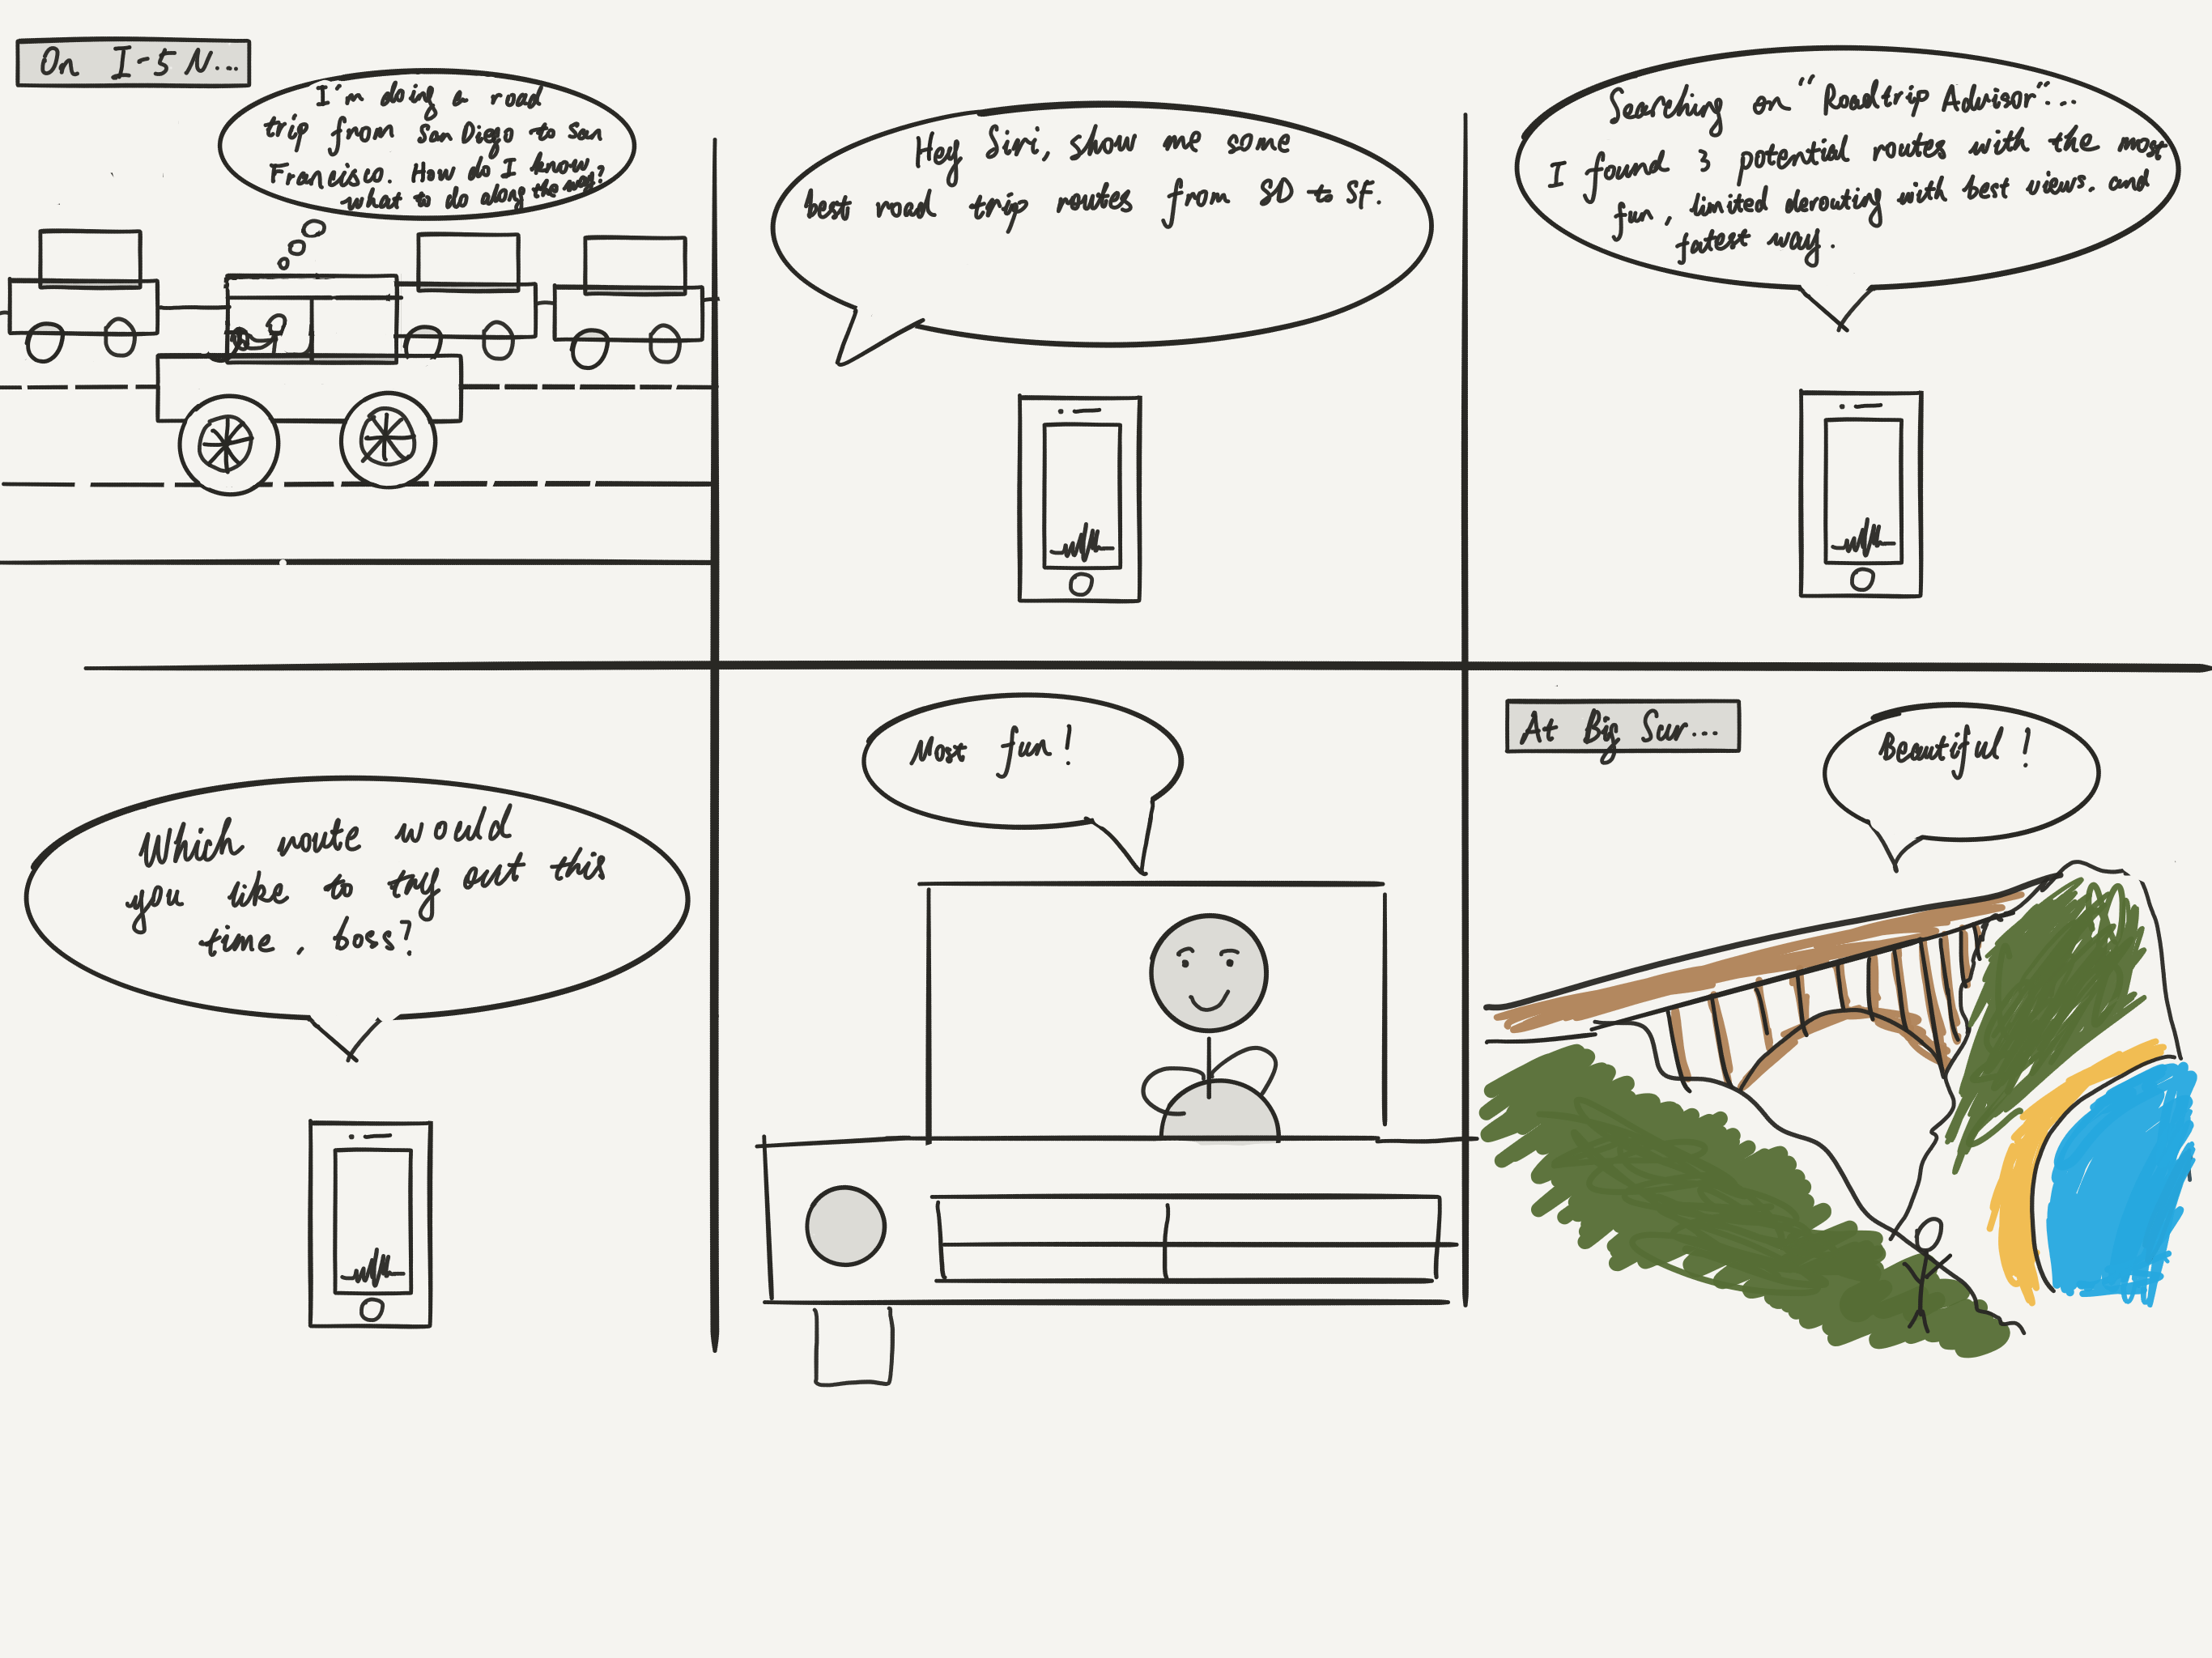 On I-5 N...
I'm doing a road
trip from San Diego to San
Francisco. How do I know
what to do along the way?
Hey Siri, show me some
best road trip routes from SD to SF.
Searching on "Roadtrip Advisor"...
I found 3 potential routes with the most
fun, limited derouting with best views. and
fatest way.
Which route would
you like to try out this
time, boss?
Most fun!
At Big Sur...
Beautiful!